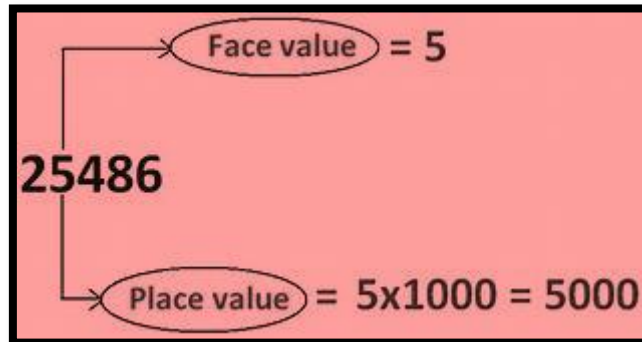 Face value = 5
25486
Place value = 5x1000 = 5000